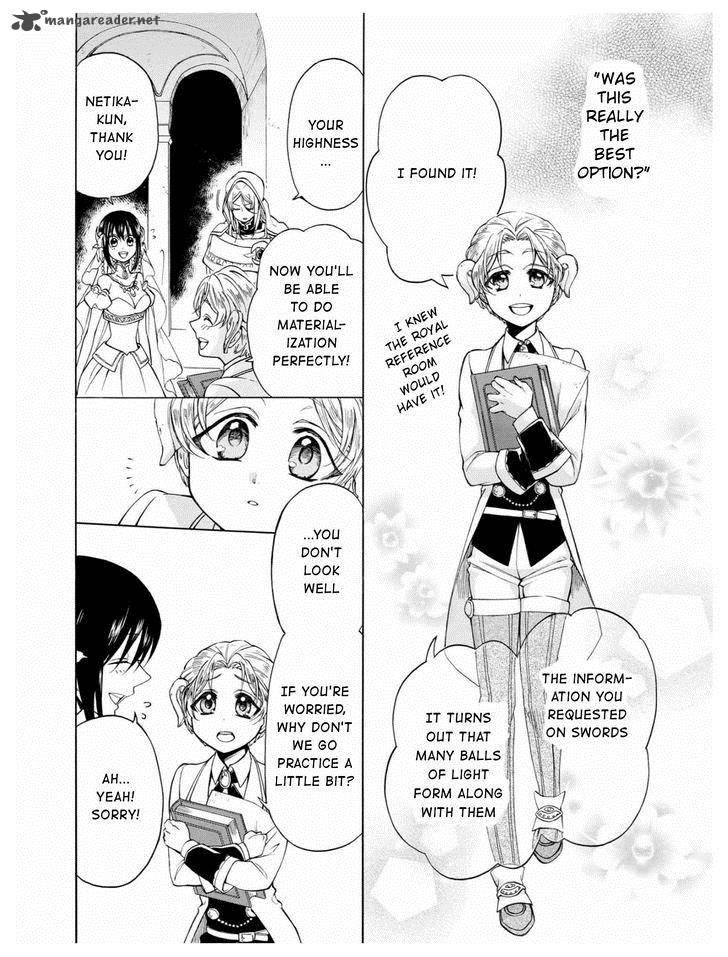 mangareader.net
"WAS
THIS
REALLY
THE
BEST
OPTION?"
I FOUND IT!
I KNEW
THE ROYAL
REFERENCE
ROOM
WOULD
HAVE IT!
THE INFORM-
ATION YOU
REQUESTED
ON SWORDS
IT TURNS
OUT THAT
MANY BALLS
OF LIGHT
FORM ALONG
WITH THEM
YOUR
HIGHNESS
...
NOW YOU'LL
BE ABLE
TO DO
MATERIAL-
IZATION
PERFECTLY!
NETIKA-
KUN,
THANK
YOU!
...YOU
DON'T
LOOK
WELL
IF YOU'RE
WORRIED,
WHY DON'T
WE GO
PRACTICE A
LITTLE BIT?
AH...
YEAH!
SORRY!